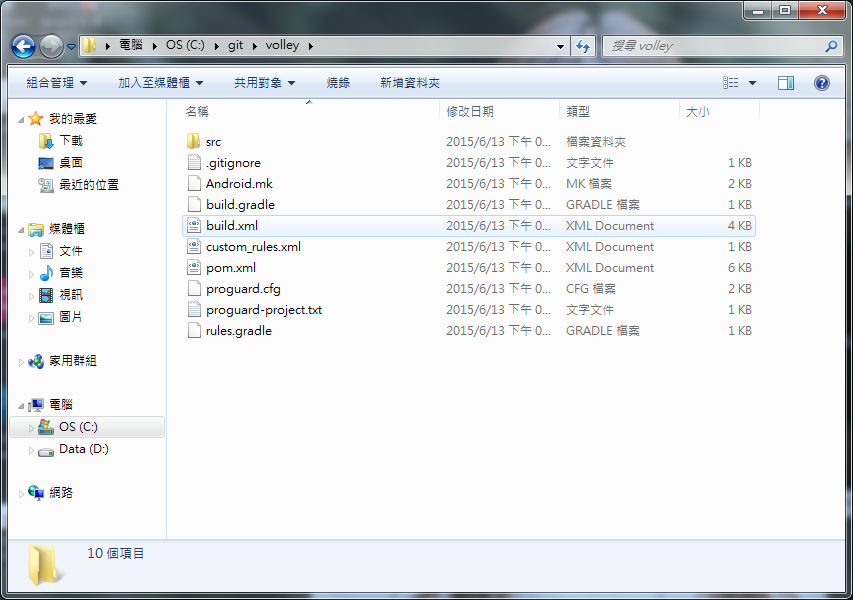 電腦 OS (C:) git volley
搜尋 volley
組合管理 加入至媒體櫃 共用對象 燒錄 新增資料夾
名稱 修改日期 類型 大小
我的最愛
下載
桌面
最近的位置
媒體櫃
文件
音樂
視訊
圖片
家用群組
電腦
OS (C:)
Data (D:)
網路
src 2015/6/13 下午 0... 檔案資料夾
.gitignore 2015/6/13 下午 0... 文字文件 1 KB
Android.mk 2015/6/13 下午 0... MK 檔案 2 KB
build.gradle 2015/6/13 下午 0... GRADLE 檔案 1 KB
build.xml 2015/6/13 下午 0... XML Document 4 KB
custom_rules.xml 2015/6/13 下午 0... XML Document 1 KB
pom.xml 2015/6/13 下午 0... XML Document 6 KB
proguard.cfg 2015/6/13 下午 0... CFG 檔案 2 KB
proguard-project.txt 2015/6/13 下午 0... 文字文件 1 KB
rules.gradle 2015/6/13 下午 0... GRADLE 檔案 1 KB
10 個項目